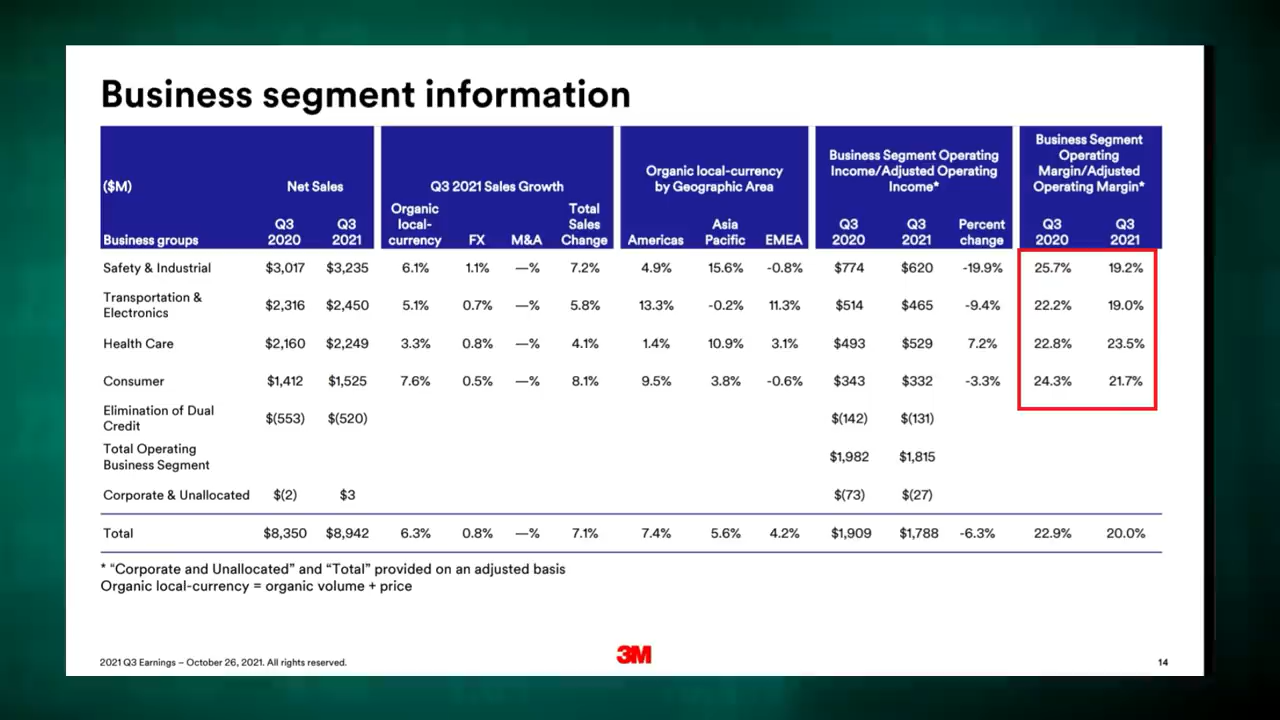 Business segment information
($M) Net Sales Q3 2021 Sales Growth Organic local-currency by Geographic Area Business Segment Operating Income/Adjusted Operating Income* Business Segment Operating Margin/Adjusted Operating Margin*
Business groups Q3 2020 Q3 2021 Organic local-currency FX M&A Total Sales Change Americas Asia Pacific EMEA Q3 2020 Q3 2021 Percent change Q3 2020 Q3 2021
Safety & Industrial $3,017 $3,235 6.1% 1.1% —% 7.2% 4.9% 15.6% -0.8% $774 $620 -19.9% 25.7% 19.2%
Transportation & Electronics $2,316 $2,450 5.1% 0.7% —% 5.8% 13.3% -0.2% 11.3% $514 $465 -9.4% 22.2% 19.0%
Health Care $2,160 $2,249 3.3% 0.8% —% 4.1% 1.4% 10.9% 3.1% $493 $529 7.2% 22.8% 23.5%
Consumer $1,412 $1,525 7.6% 0.5% —% 8.1% 9.5% 3.8% -0.6% $343 $332 -3.3% 24.3% 21.7%
Elimination of Dual Credit $(553) $(520) $(142) $(131)
Total Operating Business Segment $1,982 $1,815
Corporate & Unallocated $(2) $3 $(73) $(27)
Total $8,350 $8,942 6.3% 0.8% —% 7.1% 7.4% 5.6% 4.2% $1,909 $1,788 -6.3% 22.9% 20.0%
* "Corporate and Unallocated" and "Total" provided on an adjusted basis
Organic local-currency = organic volume + price
2021 Q3 Earnings – October 26, 2021. All rights reserved.
3M
14